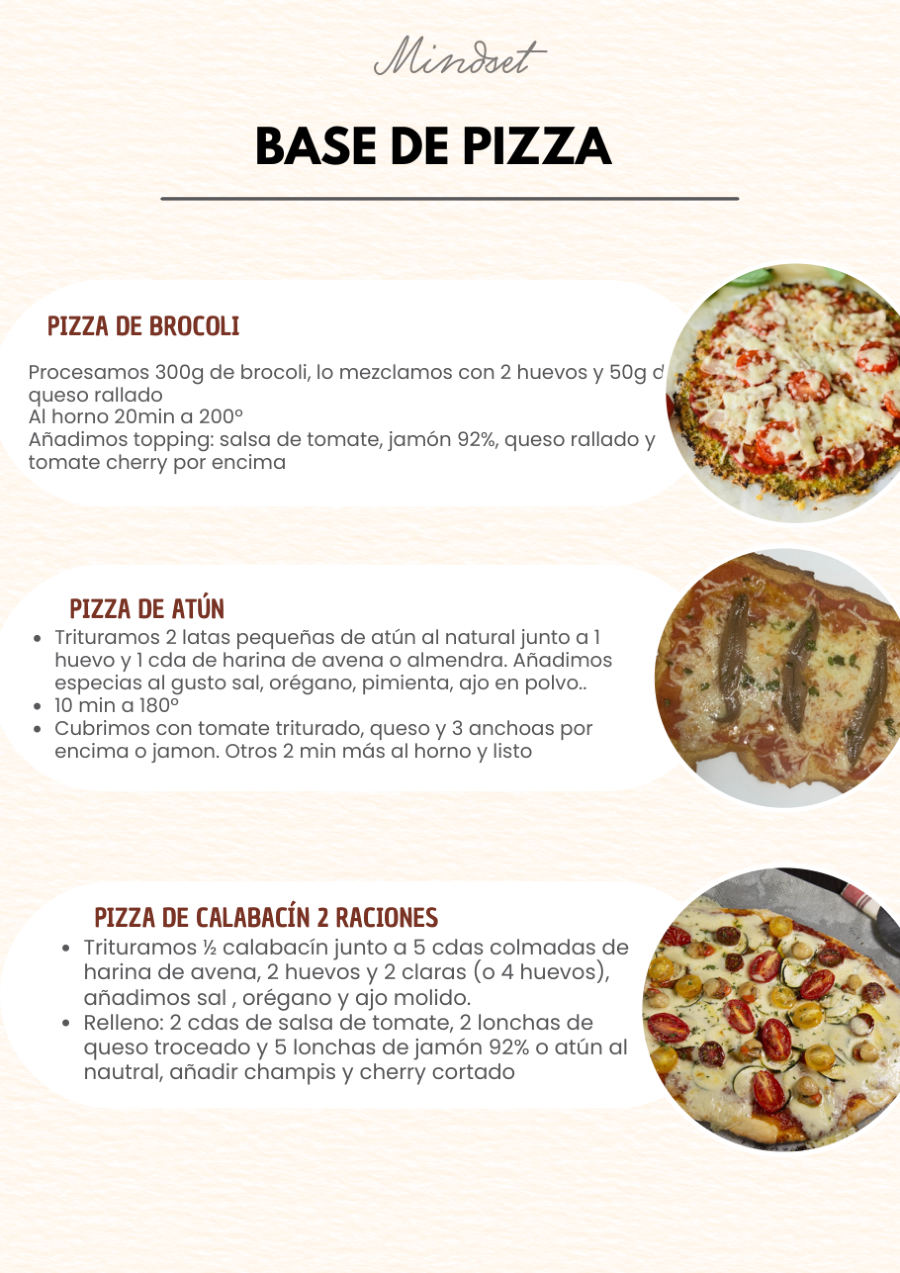 Mindset
BASE DE PIZZA
PIZZA DE BROCOLI
Procesamos 300g de brocoli, lo mezclamos con 2 huevos y 50g d
queso rallado
Al horno 20min a 200º
Añadimos topping: salsa de tomate, jamón 92%, queso rallado y
tomate cherry por encima
PIZZA DE ATÚN
• Trituramos 2 latas pequeñas de atún al natural junto a 1
huevo y 1 cda de harina de avena o almendra. Añadimos
especias al gusto sal, orégano, pimienta, ajo en polvo..
• 10 min a 180º
• Cubrimos con tomate triturado, queso y 3 anchoas por
encima o jamon. Otros 2 min más al horno y listo
PIZZA DE CALABACÍN 2 RACIONES
• Trituramos ½ calabacín junto a 5 cdas colmadas de
harina de avena, 2 huevos y 2 claras (o 4 huevos),
añadimos sal , orégano y ajo molido.
• Relleno: 2 cdas de salsa de tomate, 2 lonchas de
queso troceado y 5 lonchas de jamón 92% o atún al
nautral, añadir champis y cherry cortado